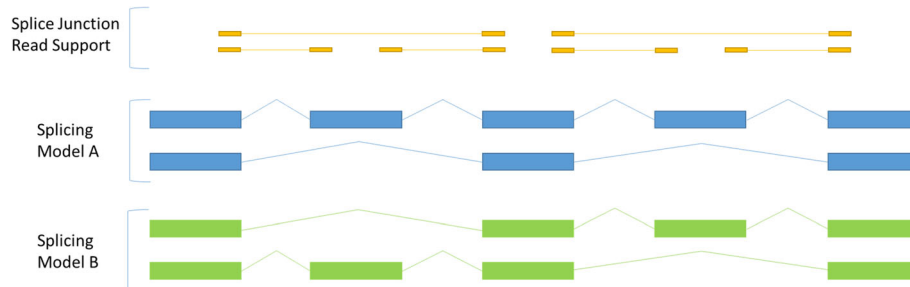 Splice Junction
Read Support
Splicing
Model A
Splicing
Model B